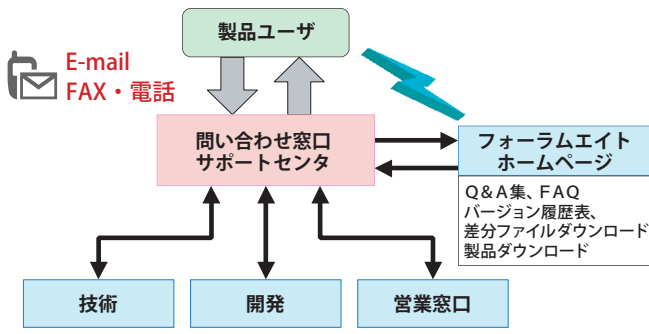 製品ユーザ
E-mail
FAX・電話
問い合わせ窓口
サポートセンタ
フォーラムエイト
ホームページ
Q&A集、FAQ
バージョン履歴表、
差分ファイルダウンロード
製品ダウンロード
技術
開発
営業窓口